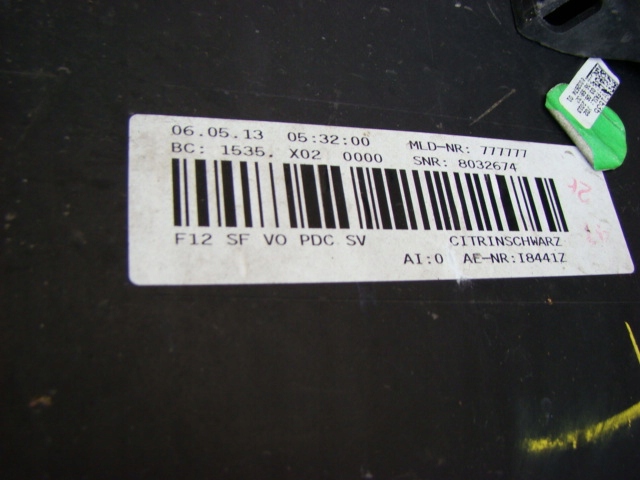 06.05.13 05:32:00 MLD-NR: 777777
BC: 1535. X02 0000 SNR: 8032674
F12 SF VO PDC SV CITRINSCHWARZ
AI:0 AE-NR:I8441Z